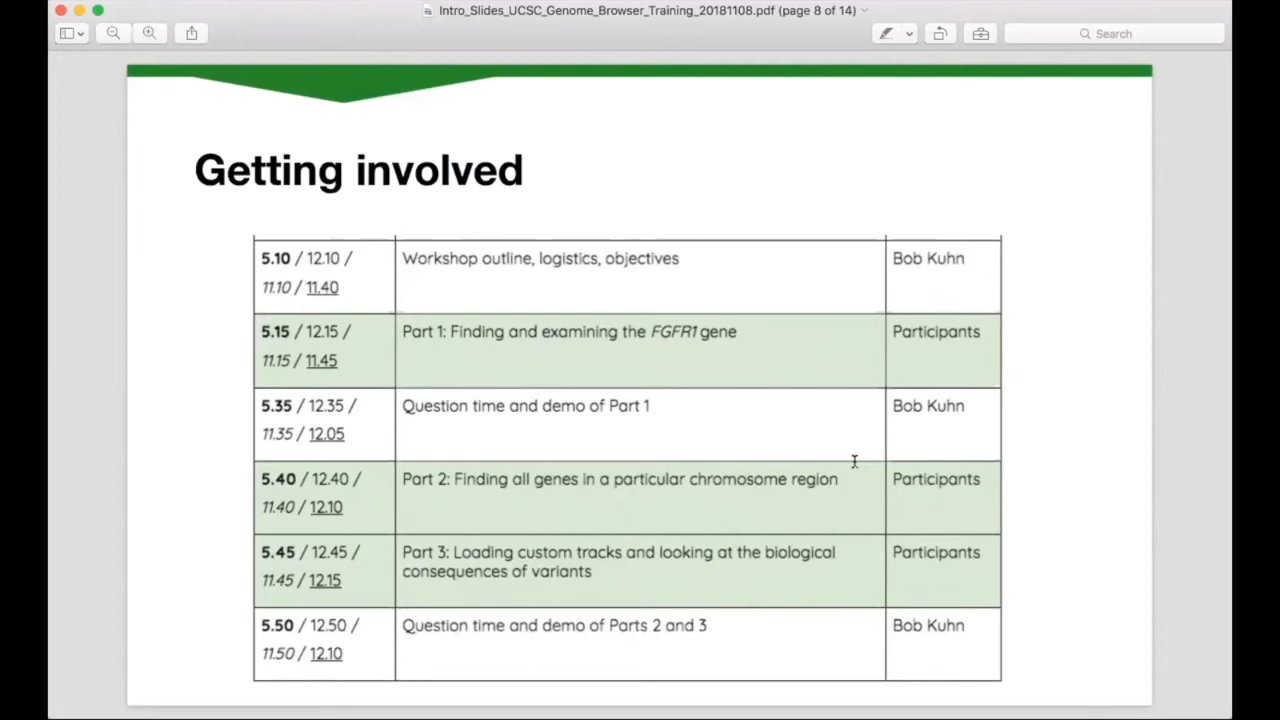 Intro_Slides_UCSC_Genome_Browser_Training_20181108.pdf (page 8 of 14)
Search
Getting involved
5.10 / 12.10 /
11.10 / 11.40
Workshop outline, logistics, objectives
Bob Kuhn
5.15 / 12.15 /
11.15 / 11.45
Part 1: Finding and examining the FGFR1 gene
Participants
5.35 / 12.35 /
11.35 / 12.05
Question time and demo of Part 1
Bob Kuhn
5.40 / 12.40 /
11.40 / 12.10
Part 2: Finding all genes in a particular chromosome region
Participants
5.45 / 12.45 /
11.45 / 12.15
Part 3: Loading custom tracks and looking at the biological
consequences of variants
Participants
5.50 / 12.50 /
11.50 / 12.10
Question time and demo of Parts 2 and 3
Bob Kuhn